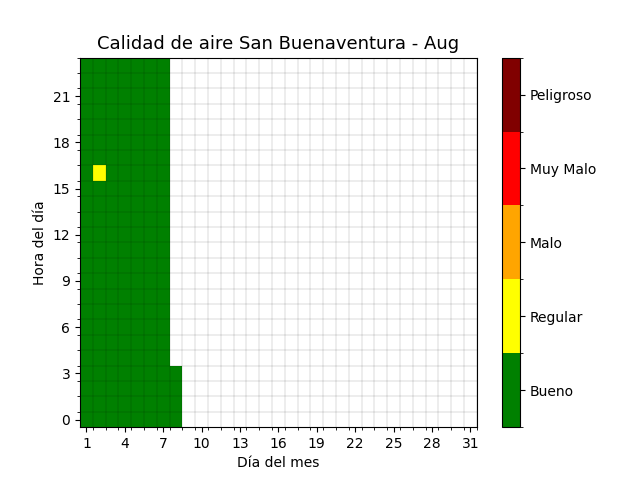 Calidad de aire San Buenaventura - Aug
Hora del día
21
18
15
12
9
6
3
0
1 4 7 10 13 16 19 22 25 28 31
Día del mes
Peligroso
Muy Malo
Malo
Regular
Bueno